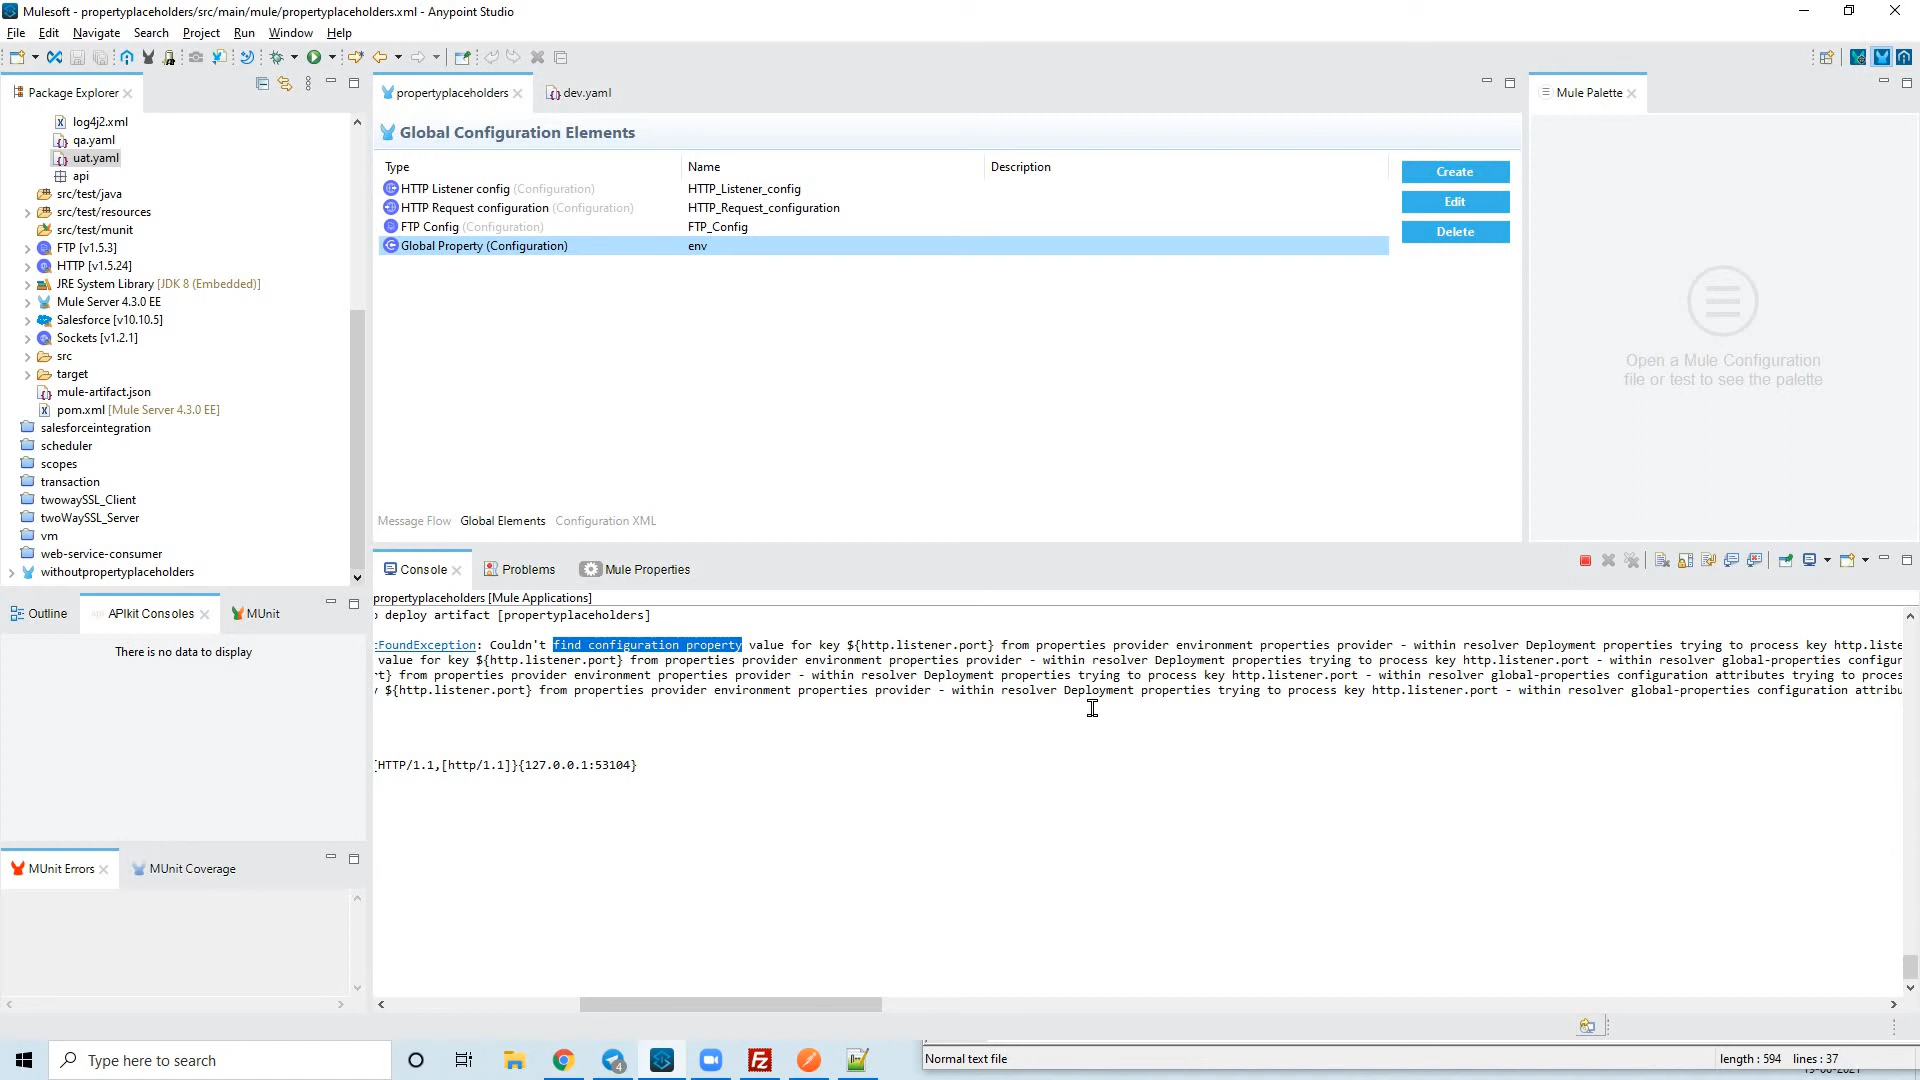 Mulesoft - propertyplaceholders/src/main/mule/propertyplaceholders.xml - Anypoint Studio
File Edit Navigate Search Project Run Window Help
Package Explorer
log4j2.xml
qa.yaml
uat.yaml
api
src/test/java
src/test/resources
src/test/munit
FTP [v1.5.3]
HTTP [v1.5.24]
JRE System Library [JDK 8 (Embedded)]
Mule Server 4.3.0 EE
Salesforce [v10.10.5]
Sockets [v1.2.1]
src
target
mule-artifact.json
pom.xml [Mule Server 4.3.0 EE]
salesforceintegration
scheduler
scopes
transaction
twowaySSL_Client
twoWaySSL_Server
vm
web-service-consumer
withoutpropertyplaceholders
propertyplaceholders dev.yaml
Global Configuration Elements
Type Name Description
HTTP Listener config (Configuration) HTTP_Listener_config
HTTP Request configuration (Configuration) HTTP_Request_configuration
FTP Config (Configuration) FTP_Config
Global Property (Configuration) env
Create
Edit
Delete
Message Flow Global Elements Configuration XML
Mule Palette
Open a Mule Configuration
file or test to see the palette
Outline APIkit Consoles MUnit
There is no data to display
MUnit Errors MUnit Coverage
Console Problems Mule Properties
propertyplaceholders [Mule Applications]
o deploy artifact [propertyplaceholders]
FoundException: Couldn't find configuration property value for key ${http.listener.port} from properties provider environment properties provider - within resolver Deployment properties trying to process key http.liste
value for key ${http.listener.port} from properties provider environment properties provider - within resolver Deployment properties trying to process key http.listener.port - within resolver global-properties configur
rt} from properties provider environment properties provider - within resolver Deployment properties trying to process key http.listener.port - within resolver global-properties configuration attributes trying to proces
${http.listener.port} from properties provider environment properties provider - within resolver Deployment properties trying to process key http.listener.port - within resolver global-properties configuration attribu
[HTTP/1.1,[http/1.1]}{127.0.0.1:53104}
Type here to search
4
Normal text file length : 594 lines : 37